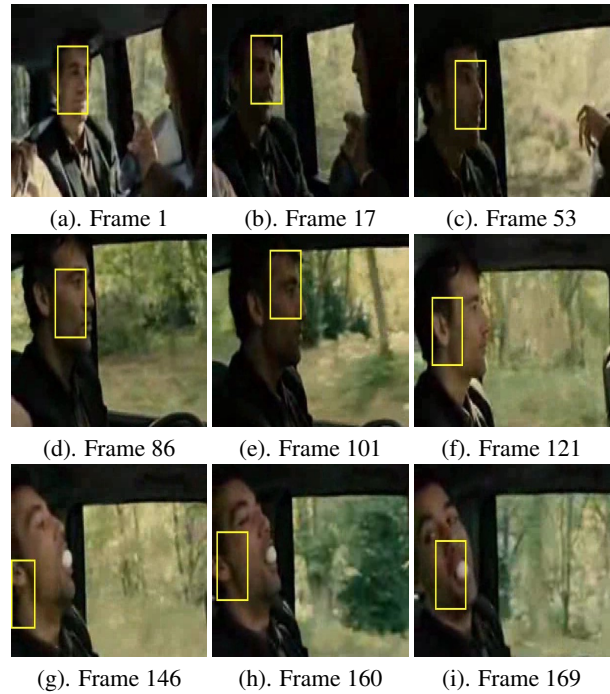 (a). Frame 1
(b). Frame 17
(c). Frame 53
(d). Frame 86
(e). Frame 101
(f). Frame 121
(g). Frame 146
(h). Frame 160
(i). Frame 169